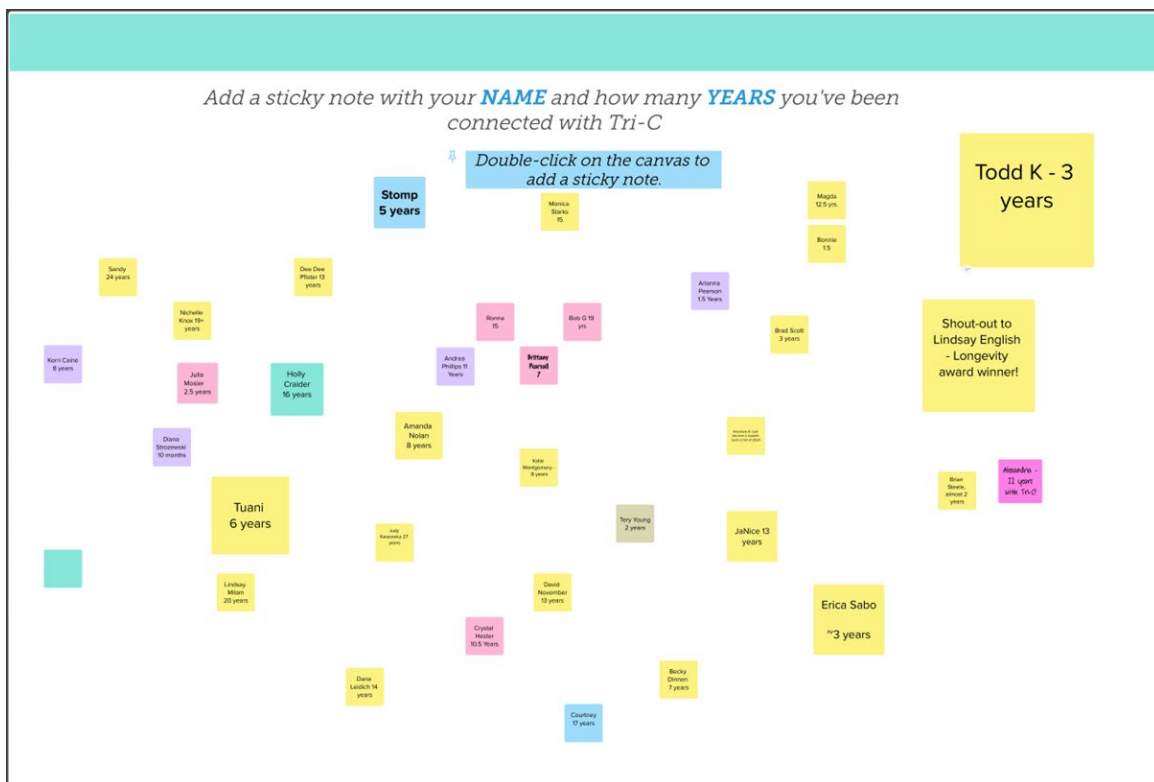 Add a sticky note with your NAME and how many YEARS you've been
connected with Tri-C
Double-click on the canvas to
add a sticky note.
Todd K - 3
years
Stomp
5 years
Monica
Starks
15
Magda
12.5 yrs.
Bonnie
1.5
Sandy
24 years
Dee Dee
Pfister 13
years
Arianna
Peerson
1.5 Years
Nichelle
Knox 19+
years
Ronna
15
Bob G 19
yrs
Brad Scott
3 years
Shout-out to
Lindsay English
- Longevity
award winner!
Kerri Caine
8 years
Julia
Mosier
2.5 years
Holly
Craider
16 years
Andrea
Phillips 11
Years
Brittany
Pearsall
7
Amanda
Nolan
8 years
Diana
Strozewski
10 months
Katie
Montgomery -
8 years
Brian
Steele,
almost 2
years
Alexandra -
11 years
with Tri-C
Tuani
6 years
Tery Young
2 years
JaNice 13
years
Judy
27
years
Lindsay
Milam
20 years
David
November
13 years
Erica Sabo
~3 years
Crystal
Hester
10.5 Years
Dane
Leidich 14
years
Becky
Dinnen
7 years
Courtney
17 years